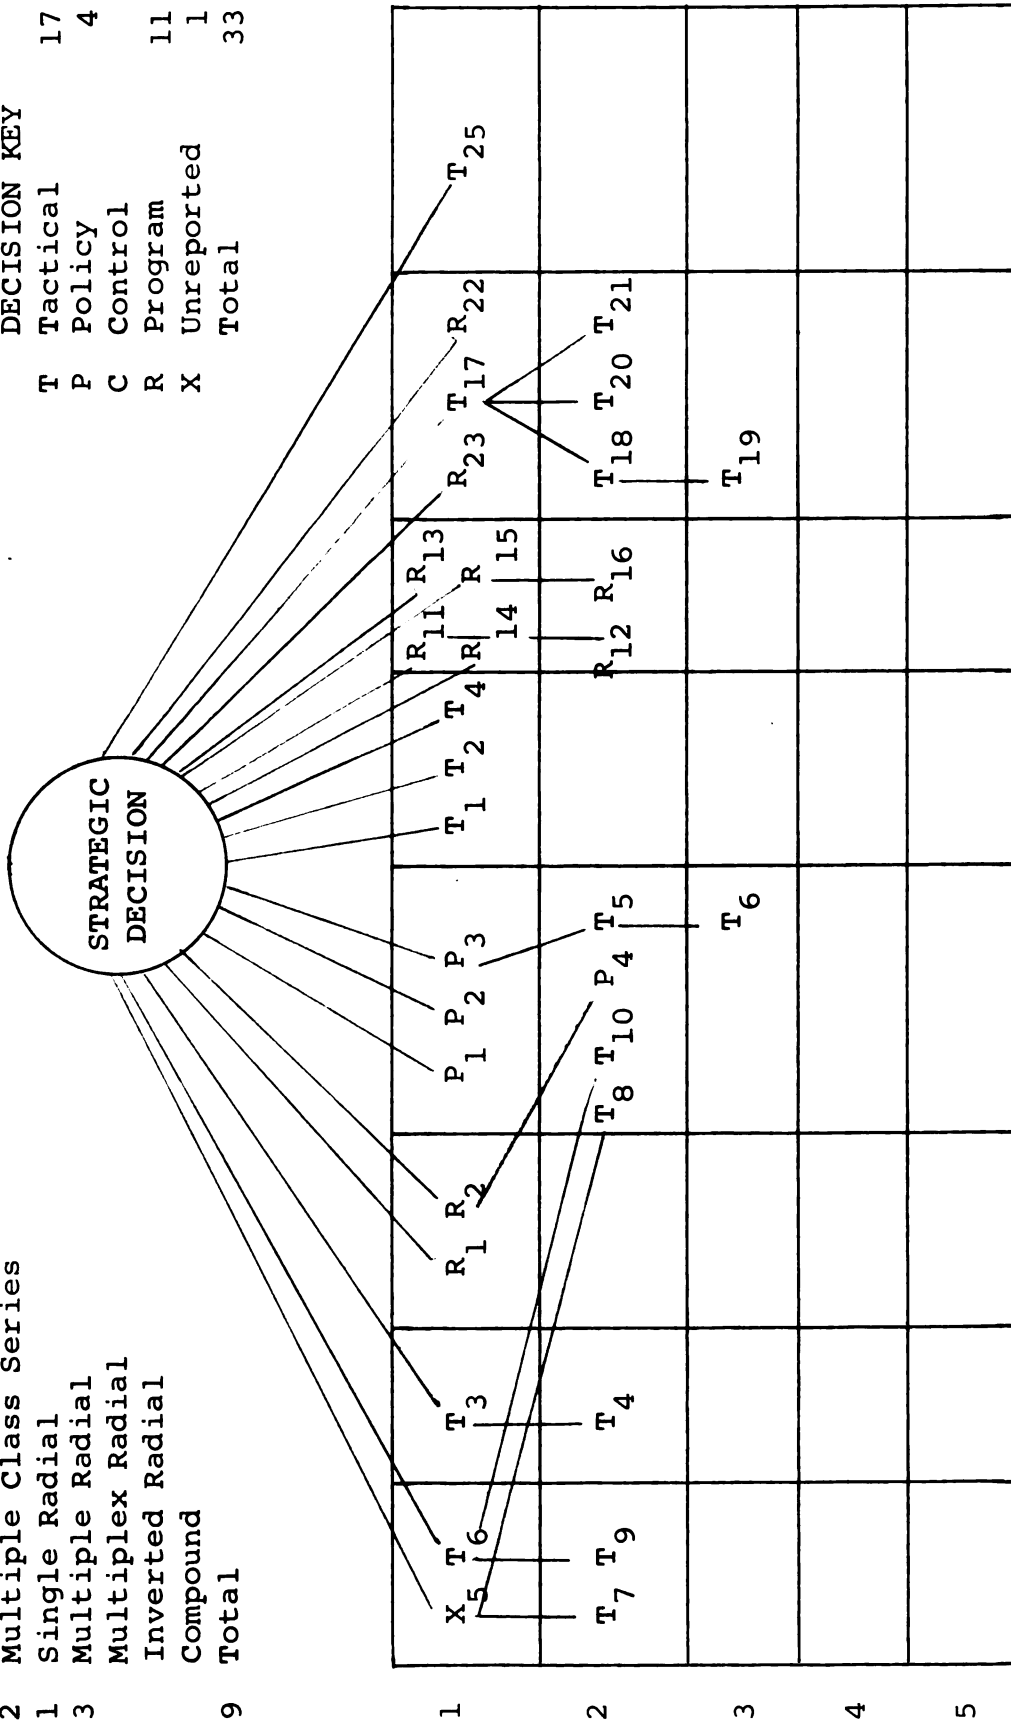 2 Multiple Class Series
1 Single Radial
3 Multiple Radial
Multiplex Radial
Inverted Radial
Compound
9 Total
DECISION KEY
T Tactical 17
P Policy 4
C Control
R Program 11
X Unreported 1
Total 33
STRATEGIC
DECISION
R11 R13
1 X5 T6 T3 R1 R2 P1 P2 P3 T1 T2 T4 R14 R15 R23 T17 R22 T25
2 T7 T9 T4 T8 T10 P4 T5 R12 R16 T18 T20 T21
3 T6 T19
4
5